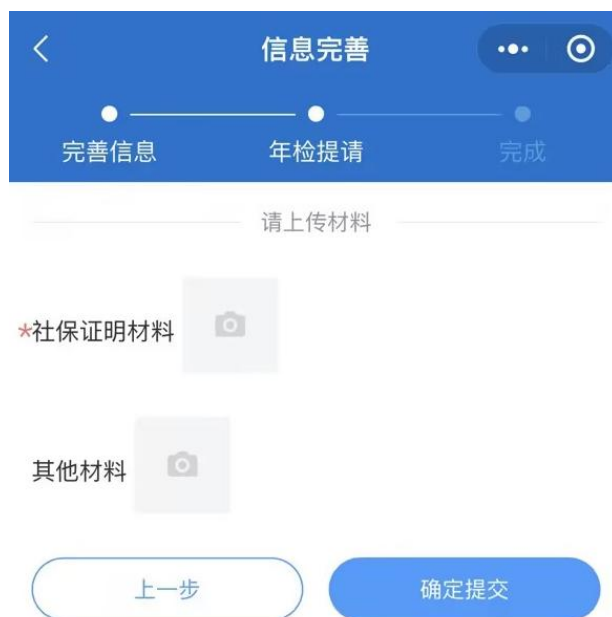 信息完善
完善信息 年检提请 完成
请上传材料
*社保证明材料
其他材料
上一步 确定提交